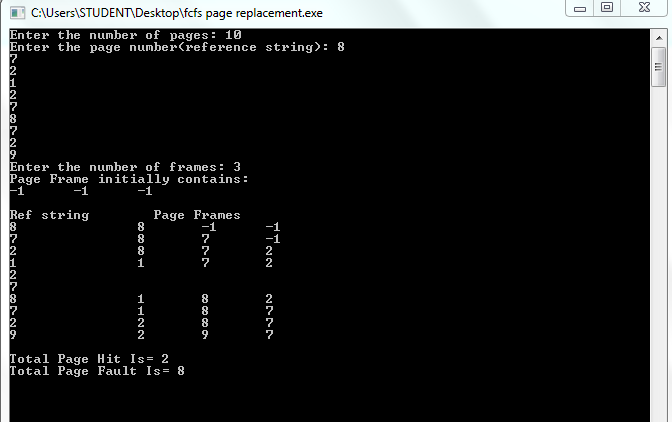 C:\Users\STUDENT\Desktop\fcfs page replacement.exe
Enter the number of pages: 10
Enter the page number(reference string): 8
7
2
1
2
7
8
7
2
9
Enter the number of frames: 3
Page Frame initially contains:
-1 -1 -1
Ref string Page Frames
8 8 -1 -1
7 8 7 -1
2 8 7 2
1 1 7 2
2
7
8 1 8 2
7 1 8 7
2 2 8 7
9 2 9 7
Total Page Hit Is= 2
Total Page Fault Is= 8